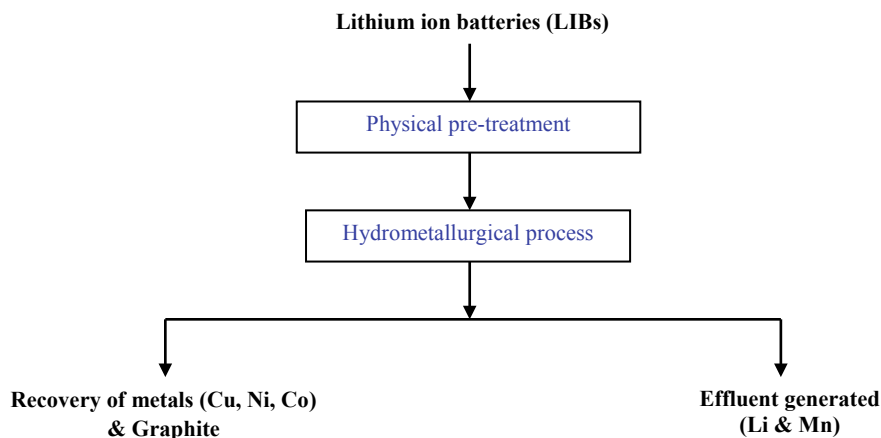 Lithium ion batteries (LIBs)
Physical pre-treatment
Hydrometallurgical process
Recovery of metals (Cu, Ni, Co)
& Graphite
Effluent generated
(Li & Mn)